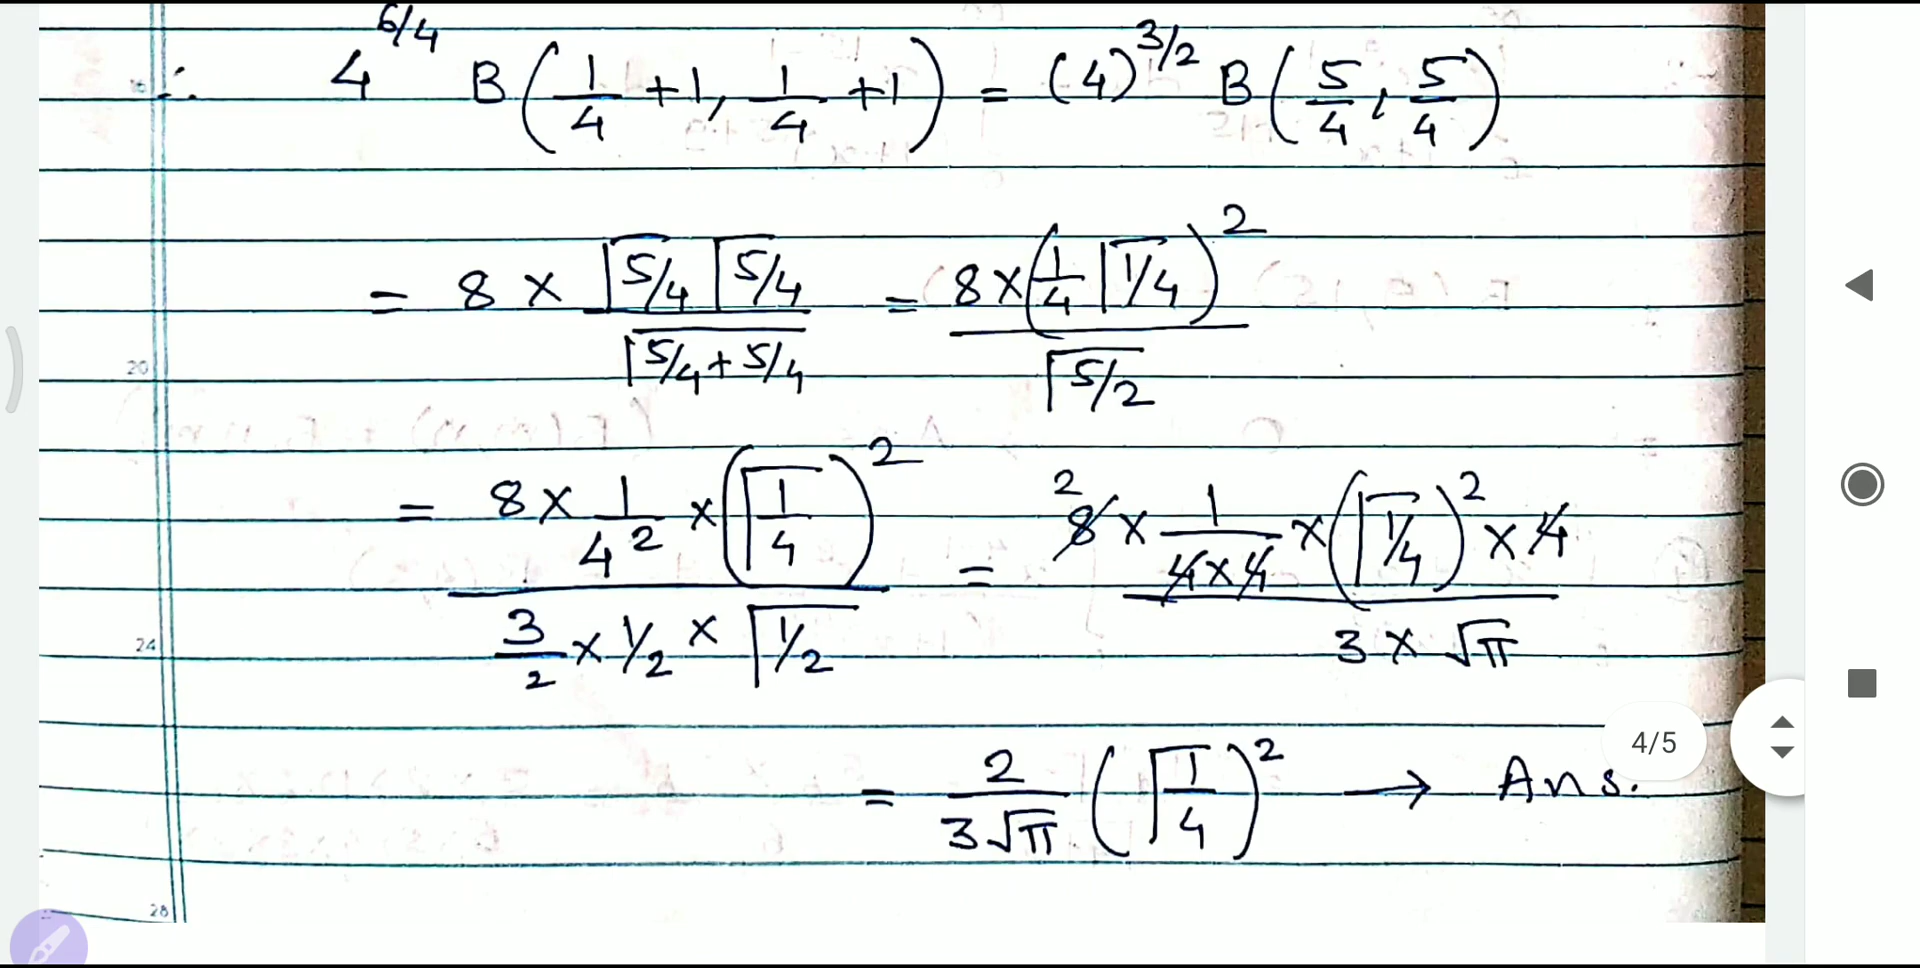 ∴ 4^(6/4) B(1/4 + 1, 1/4 + 1) = (4)^(3/2) B(5/4, 5/4)
= 8 × (Γ5/4 Γ5/4)/(Γ(5/4 + 5/4)) = (8 × (1/4 Γ1/4)^2)/(Γ5/2)
20
= (8 × 1/4^2 × (Γ1/4)^2)/(3/2 × 1/2 × Γ1/2) = (2 8 × 1/(4 × 4) × (Γ1/4)^2 × 4)/(3 × √π)
24
4/5
= 2/(3√π) (Γ1/4)^2 → Ans.
28